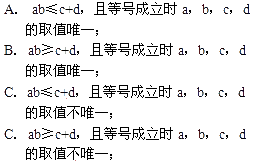 A. ab≤c+d，且等号成立时 a，b，c，d
的取值唯一；
B. ab≥c+d，且等号成立时 a，b，c，d
的取值唯一；
C. ab≤c+d，且等号成立时 a，b，c，d
的取值不唯一；
C. ab≥c+d，且等号成立时 a，b，c，d
的取值不唯一；